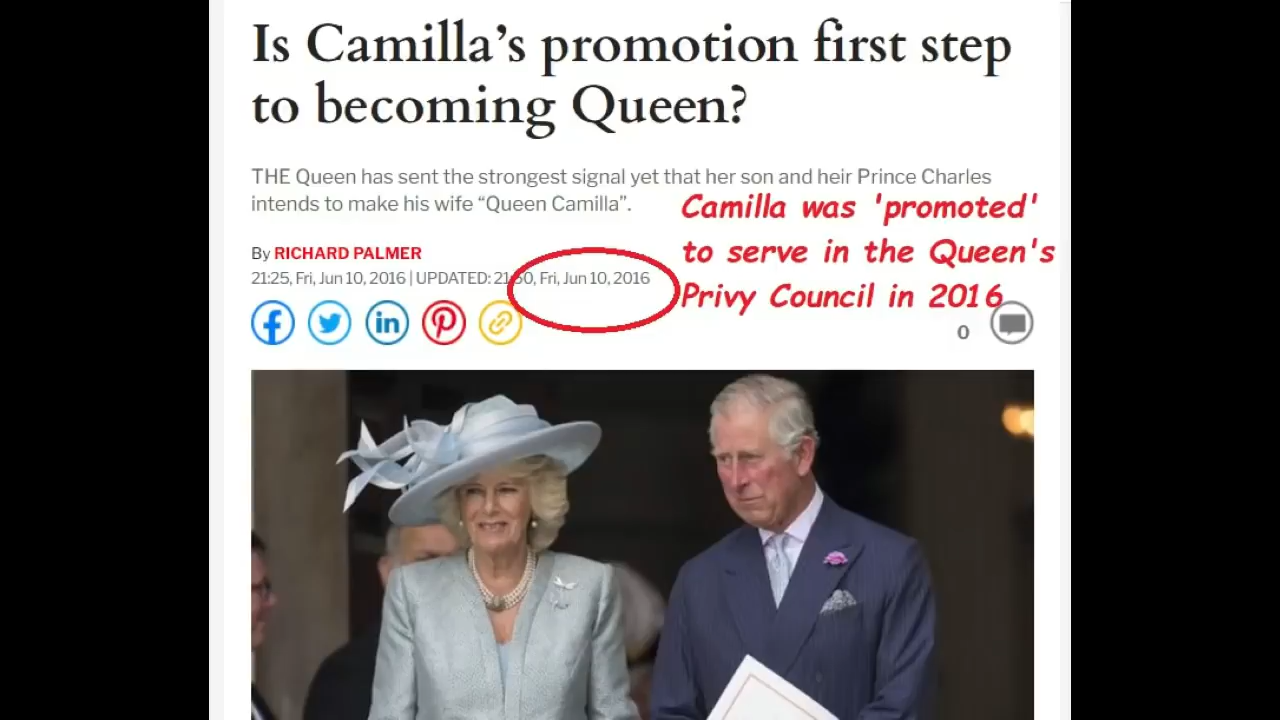 Is Camilla’s promotion first step
to becoming Queen?
THE Queen has sent the strongest signal yet that her son and heir Prince Charles
intends to make his wife “Queen Camilla”.
Camilla was 'promoted'
to serve in the Queen's
Privy Council in 2016
By RICHARD PALMER
21:25, Fri, Jun 10, 2016 | UPDATED: 21:50, Fri, Jun 10, 2016
0